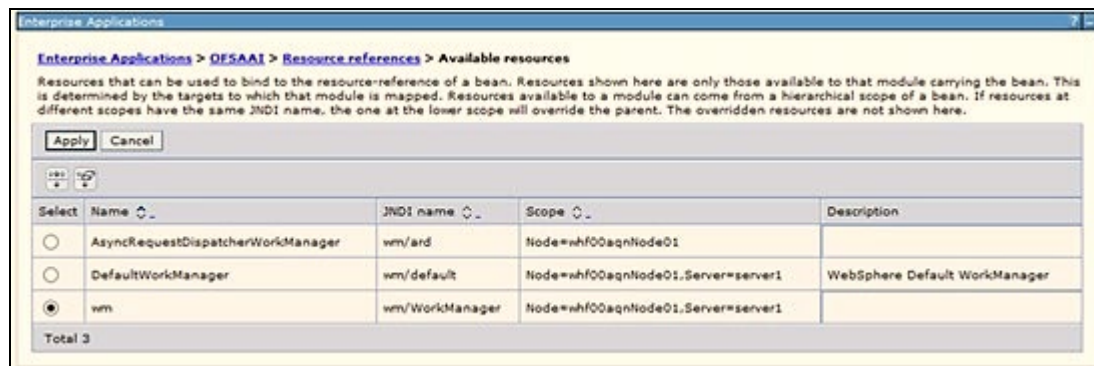 Enterprise Applications ? -
Enterprise Applications > OFSAAI > Resource references > Available resources
Resources that can be used to bind to the resource-reference of a bean. Resources shown here are only those available to that module carrying the bean. This
is determined by the targets to which that module is mapped. Resources available to a module can come from a hierarchical scope of a bean. If resources at
different scopes have the same JNDI name, the one at the lower scope will override the parent. The overridden resources are not shown here.
Apply Cancel
Select Name JNDI name Scope Description
AsyncRequestDispatcherWorkManager wm/ard Node=whf00aqnNode01
DefaultWorkManager wm/default Node=whf00aqnNode01,Server=server1 WebSphere Default WorkManager
wm wm/WorkManager Node=whf00aqnNode01,Server=server1
Total 3